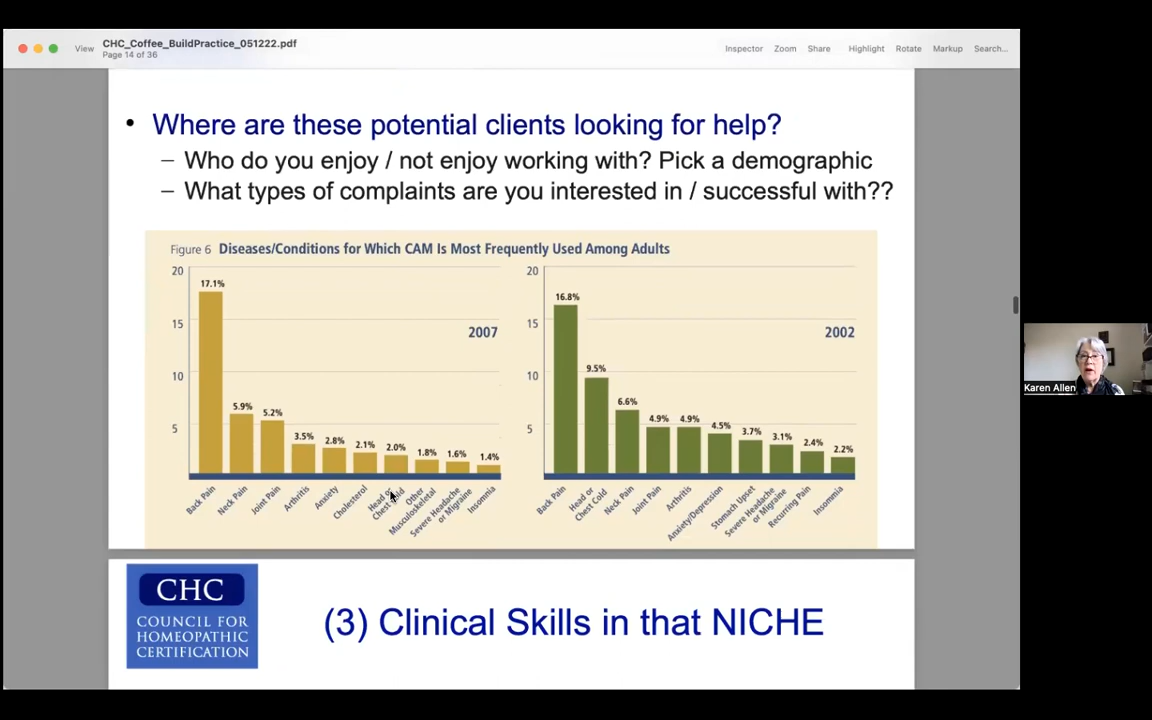 CHC_Coffee_BuildPractice_051222.pdf
Page 14 of 36
View
Inspector
Zoom
Share
Highlight
Rotate
Markup
Search...
• Where are these potential clients looking for help?
– Who do you enjoy / not enjoy working with? Pick a demographic
– What types of complaints are you interested in / successful with??
Figure 6 Diseases/Conditions for Which CAM Is Most Frequently Used Among Adults
20
15
10
5
2007
17.1%
5.9%
5.2%
3.5%
2.8%
2.1%
2.0%
1.8%
1.6%
1.4%
Back Pain
Neck Pain
Joint Pain
Arthritis
Anxiety
Cholesterol
Head or
Chest Cold
Other
Musculoskeletal
Severe Headache
or Migraine
Insomnia
20
15
10
5
2002
16.8%
9.5%
6.6%
4.9%
4.9%
4.5%
3.7%
3.1%
2.4%
2.2%
Back Pain
Head or
Chest Cold
Neck Pain
Joint Pain
Arthritis
Anxiety/Depression
Stomach Upset
Severe Headache
or Migraine
Recurring Pain
Insomnia
CHC
COUNCIL FOR
HOMEOPATHIC
CERTIFICATION
(3) Clinical Skills in that NICHE
Karen Allen